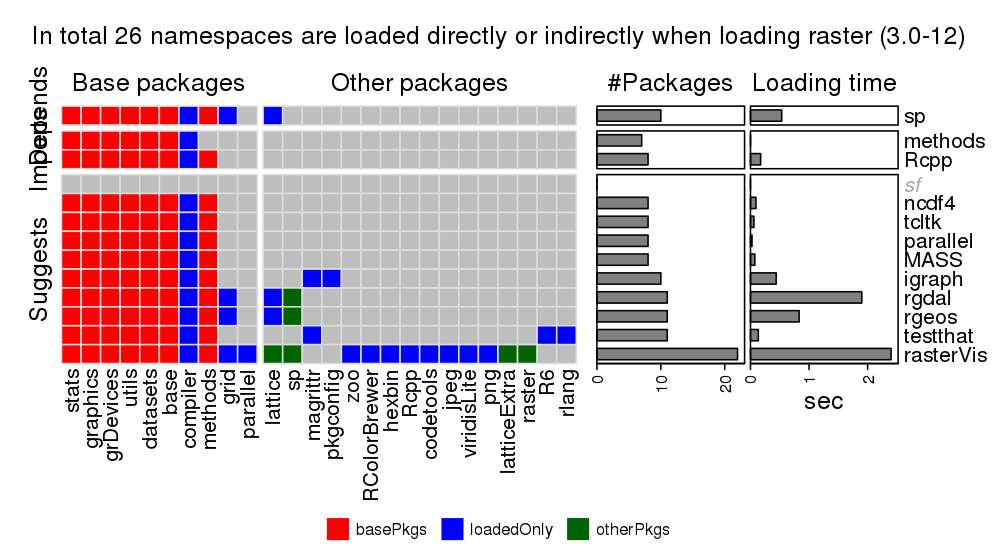 In total 26 namespaces are loaded directly or indirectly when loading raster (3.0-12)
Base packages
Other packages
#Packages
Loading time
Depends
Imports
Suggests
sp
methods
Rcpp
sf
ncdf4
tcltk
parallel
MASS
igraph
rgdal
rgeos
testthat
rasterVis
stats
graphics
grDevices
utils
datasets
base
compiler
methods
grid
parallel
lattice
sp
magrittr
pkgconfig
zoo
RColorBrewer
hexbin
Rcpp
codetools
jpeg
viridisLite
png
latticeExtra
raster
R6
rlang
0 10 20
0 1 2
sec
basePkgs loadedOnly otherPkgs